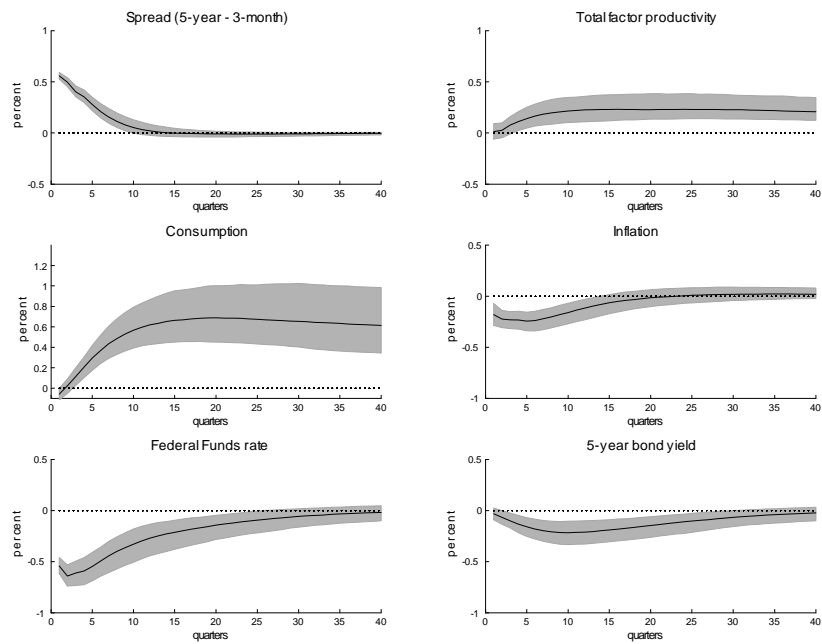 Spread (5-year - 3-month)
1
0.5
0
-0.5
percent
0 5 10 15 20 25 30 35 40
quarters
Total factor productivity
1
0.5
0
-0.5
percent
0 5 10 15 20 25 30 35 40
quarters
Consumption
1.2
1
0.8
0.6
0.4
0.2
0
percent
0 5 10 15 20 25 30 35 40
quarters
Inflation
0.5
0
-0.5
-1
percent
0 5 10 15 20 25 30 35 40
quarters
Federal Funds rate
0.5
0
-0.5
-1
percent
0 5 10 15 20 25 30 35 40
quarters
5-year bond yield
0.5
0
-0.5
-1
percent
0 5 10 15 20 25 30 35 40
quarters